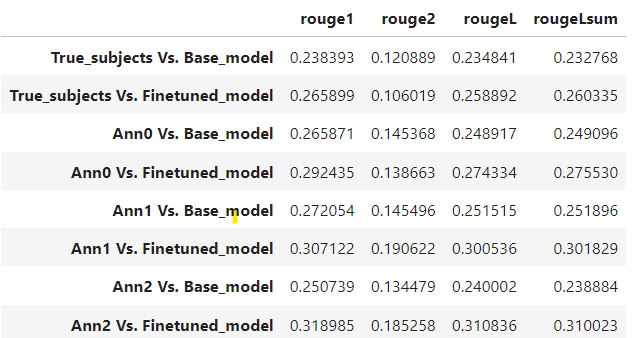 rouge1 rouge2 rougeL rougeLsum
True_subjects Vs. Base_model 0.238393 0.120889 0.234841 0.232768
True_subjects Vs. Finetuned_model 0.265899 0.106019 0.258892 0.260335
Ann0 Vs. Base_model 0.265871 0.145368 0.248917 0.249096
Ann0 Vs. Finetuned_model 0.292435 0.138663 0.274334 0.275530
Ann1 Vs. Base_model 0.272054 0.145496 0.251515 0.251896
Ann1 Vs. Finetuned_model 0.307122 0.190622 0.300536 0.301829
Ann2 Vs. Base_model 0.250739 0.134479 0.240002 0.238884
Ann2 Vs. Finetuned_model 0.318985 0.185258 0.310836 0.310023